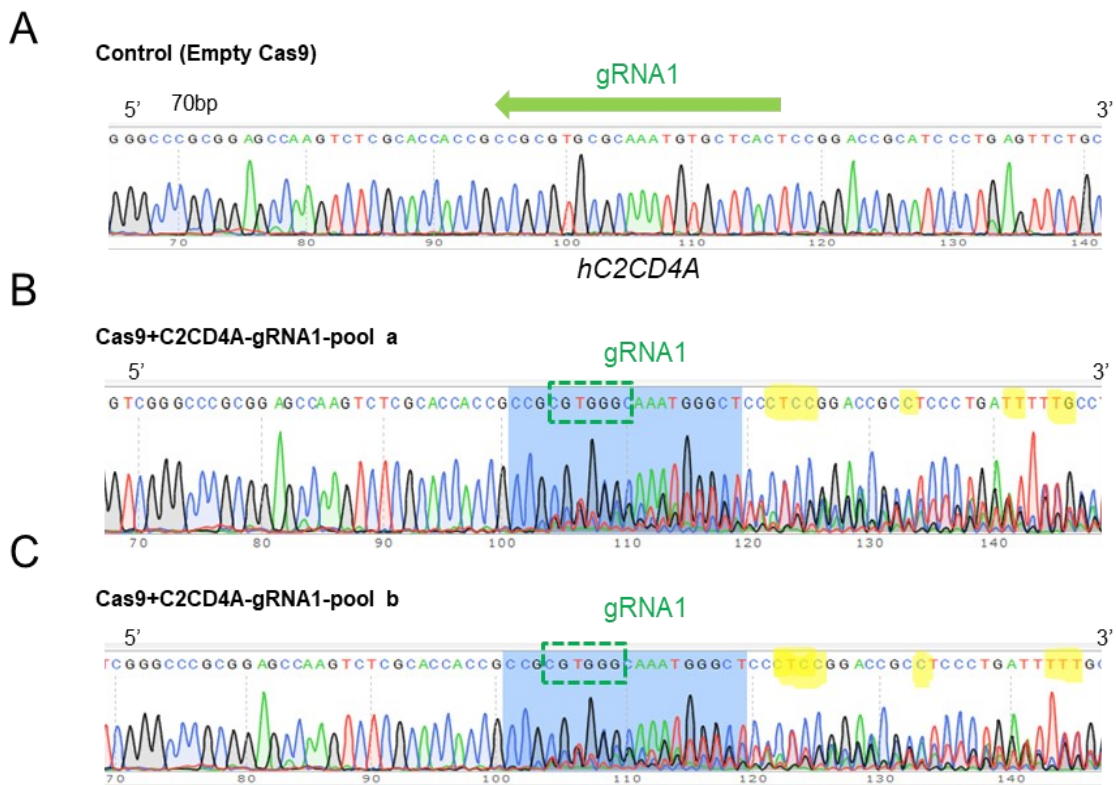 A
Control (Empty Cas9)
gRNA1
5’ 70bp 3’
GGGCCCGCGGAGCCAAGTCTCGCACCACCGCCGCGTGCGCAAATGTGCTCACTCCGGACCGCATCCCTGAGTTCTGC
70 80 90 100 110 120 130 140
hC2CD4A
B
Cas9+C2CD4A-gRNA1-pool a
gRNA1
5’ 3’
GTCGGGCCCGCGGAGCCAAGTCTCGCACCACCGCCGCGTGGGCAAATGGGCTCCCTCCGGACCGCCTCCCTGATTTTTGCC
70 80 90 100 110 120 130 140
C
Cas9+C2CD4A-gRNA1-pool b
gRNA1
5’ 3’
TCGGGCCCGCGGAGCCAAGTCTCGCACCACCGCCGCGTGGGCAAATGGGCTCCCTCCGGACCGCCTCCCTGATTTTTG
70 80 90 100 110 120 130 140